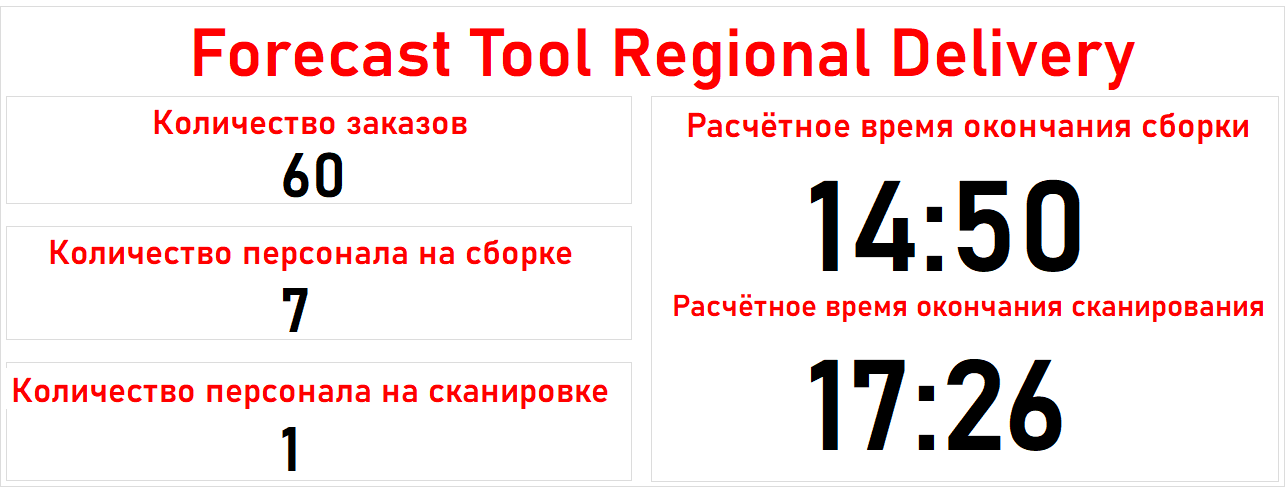 Forecast Tool Regional Delivery
Количество заказов
60
Количество персонала на сборке
7
Количество персонала на сканировке
1
Расчётное время окончания сборки
14:50
Расчётное время окончания сканирования
17:26